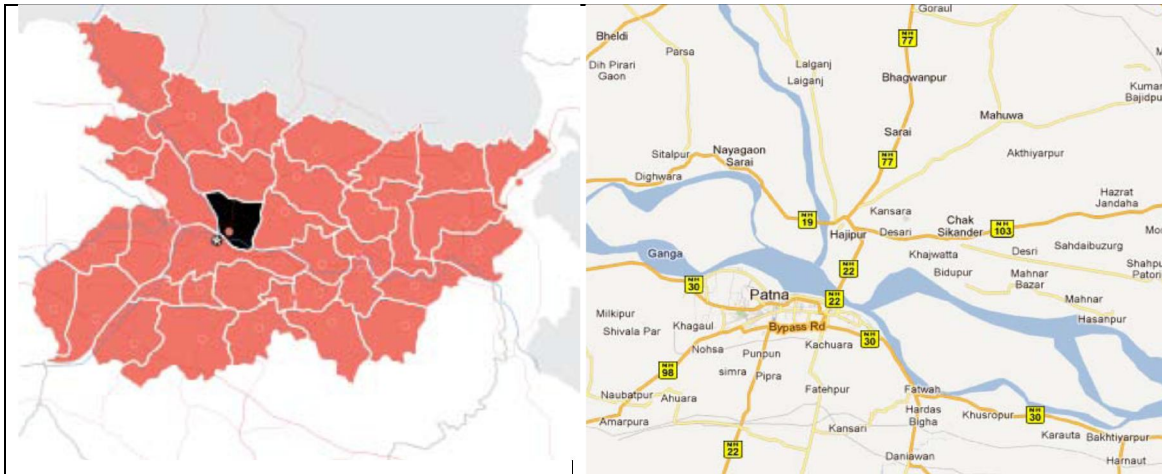 Goraul
Bheldi
NH
77
Parsa
Dih Pirari
Gaon
Lalganj
Laiganj
Bhagwanpur
Kumar
Bajidpu
Mahuwa
Sarai
Nayagaon
Sarai
Sitalpur
NH
77
Akthiyarpur
Dighwara
Hazrat
Jandaha
Kansara
NH
19
Chak
Sikander
NH
103
Hajipur
Desari
Ganga
Khajwatta
Desri
Sahdaibuzurg
NH
22
Bidupur
Shahpu
Patori
NH
30
Mahnar
Bazar
Patna
NH
22
Mahnar
Milkipur
Hasanpur
Shivala Par
Khagaul
Bypass Rd
Kachuara
NH
30
Nohsa
Punpun
NH
98
simra
Pipra
Naubatpur
Ahuara
Fatehpur
Fatwah
Amarpura
Hardas
Bigha
Khusropur
NH
30
Kansari
Karauta
Bakhtiyarpur
NH
22
Daniawan
Harnaut